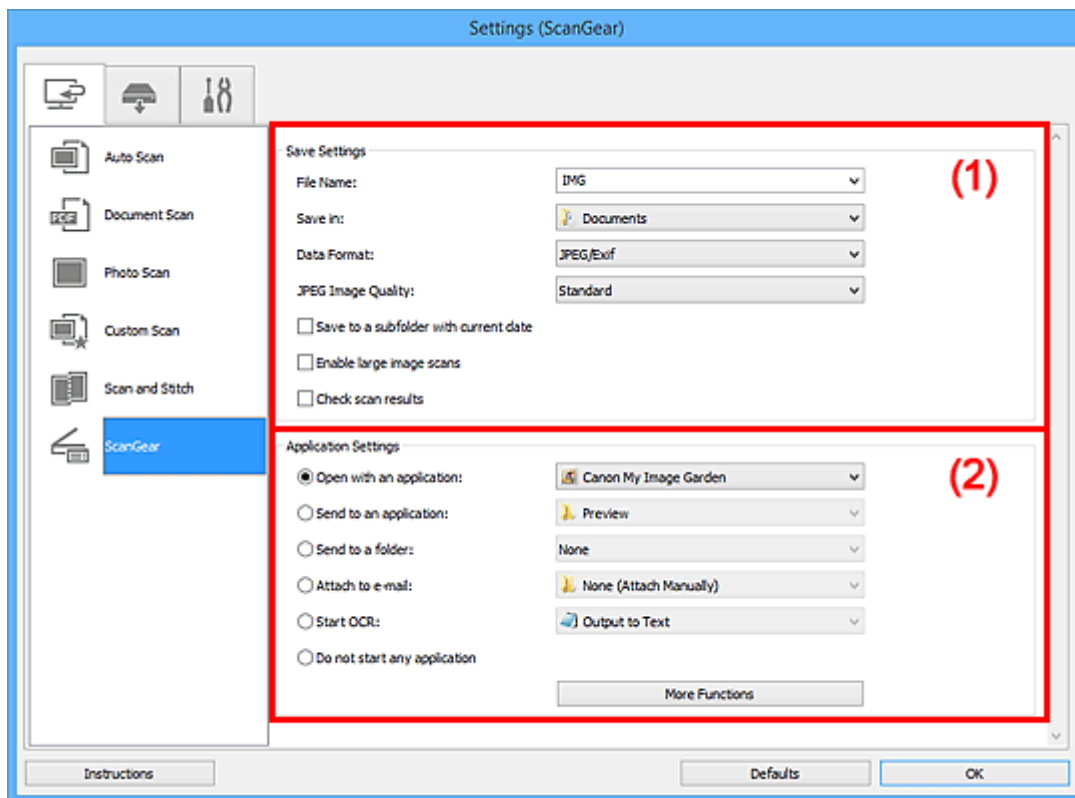 Settings (ScanGear)
Auto Scan
PDF
Document Scan
Photo Scan
Custom Scan
Scan and Stitch
ScanGear
Save Settings
(1)
File Name: IMG
Save in: Documents
Data Format: JPEG/Exif
JPEG Image Quality: Standard
Save to a subfolder with current date
Enable large image scans
Check scan results
Application Settings
(2)
Open with an application: Canon My Image Garden
Send to an application: Preview
Send to a folder: None
Attach to e-mail: None (Attach Manually)
Start OCR: Output to Text
Do not start any application
More Functions
Instructions Defaults OK